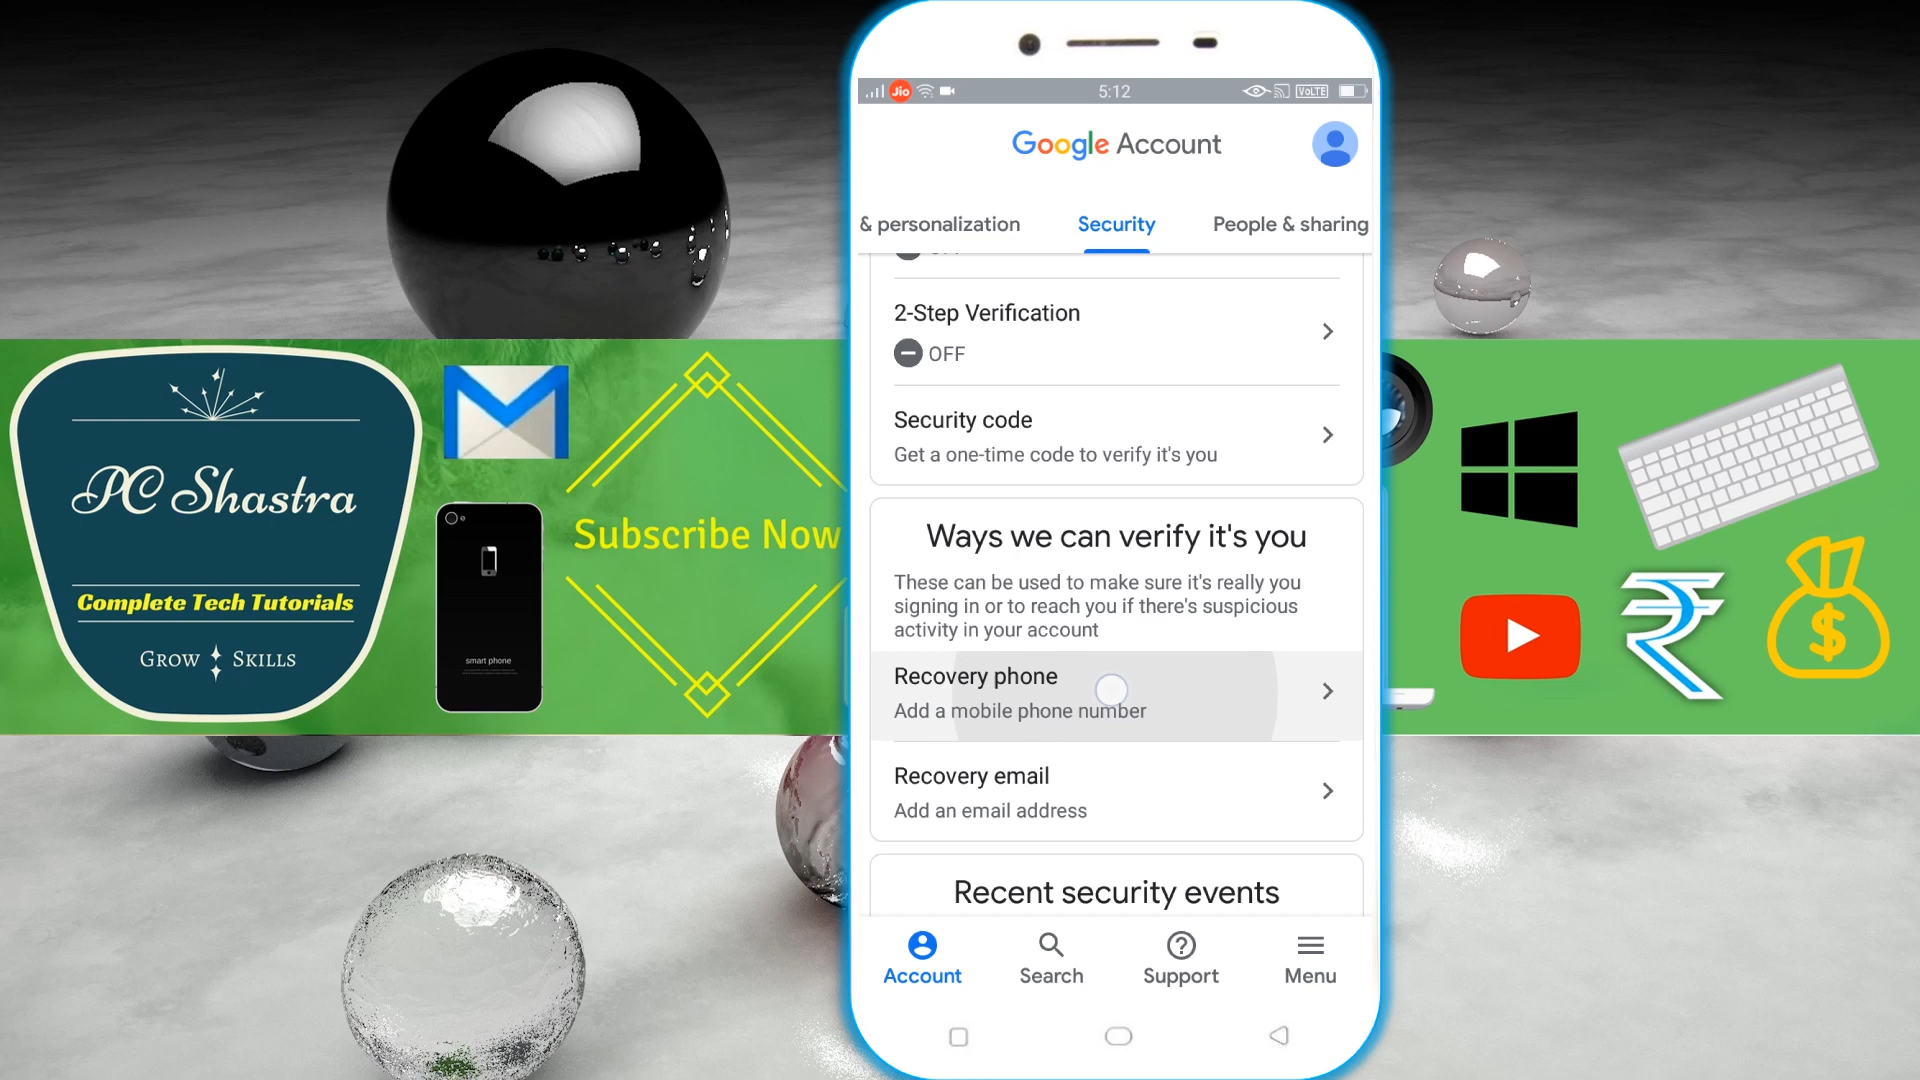 PC Shastra
Complete Tech Tutorials
GROW SKILLS
smart phone
Subscribe Now
Jio
5:12
VoLTE
Google Account
& personalization
Security
People & sharing
2-Step Verification
OFF
Security code
Get a one-time code to verify it's you
Ways we can verify it's you
These can be used to make sure it's really you
signing in or to reach you if there's suspicious
activity in your account
Recovery phone
Add a mobile phone number
Recovery email
Add an email address
Recent security events
Account
Search
Support
Menu